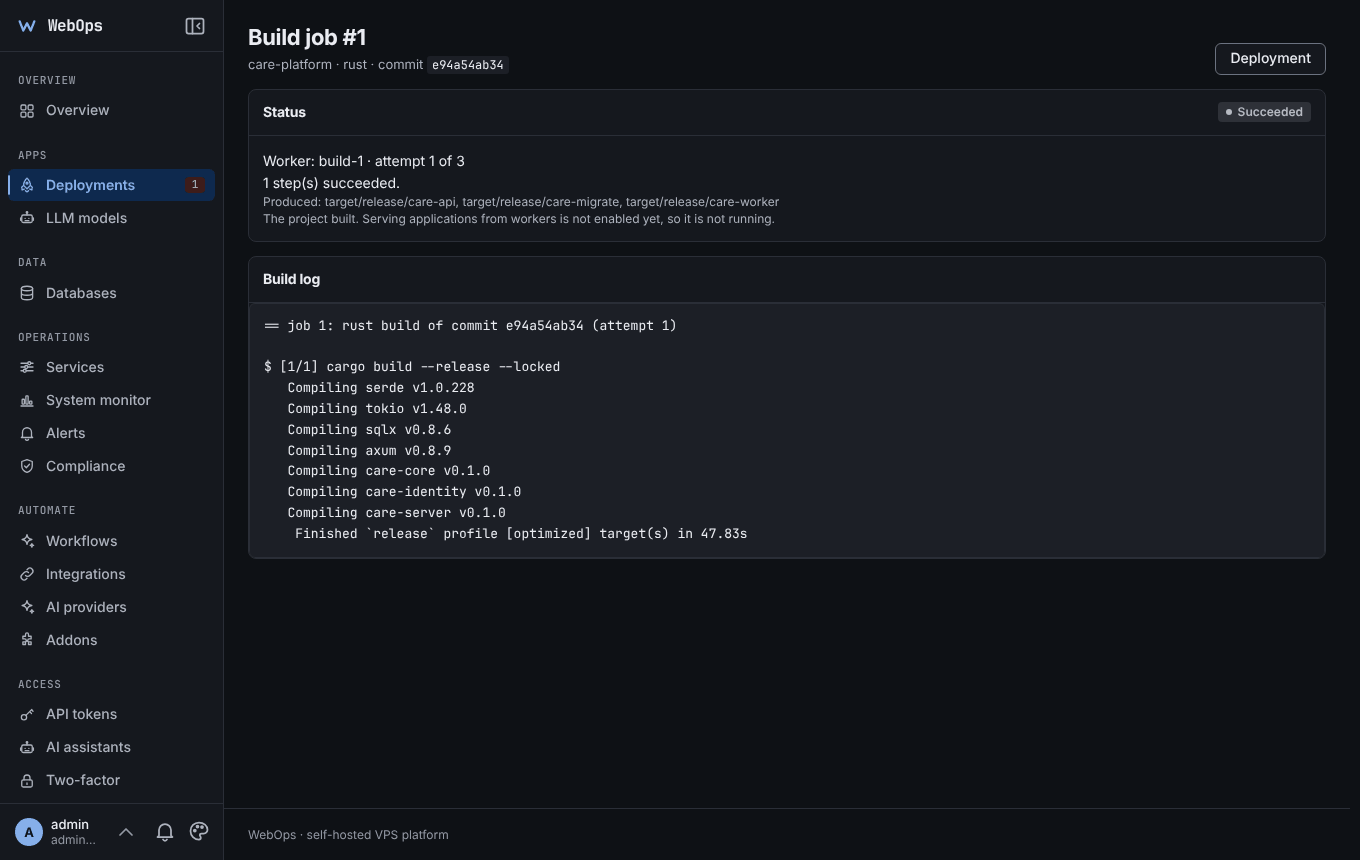 WebOps
OVERVIEW
Overview
APPS
Deployments 1
LLM models
DATA
Databases
OPERATIONS
Services
System monitor
Alerts
Compliance
AUTOMATE
Workflows
Integrations
AI providers
Addons
ACCESS
API tokens
AI assistants
Two-factor
A
admin
admin...
Build job #1
care-platform · rust · commit e94a54ab34
Deployment
Status
Succeeded
Worker: build-1 · attempt 1 of 3
1 step(s) succeeded.
Produced: target/release/care-api, target/release/care-migrate, target/release/care-worker
The project built. Serving applications from workers is not enabled yet, so it is not running.
Build log
== job 1: rust build of commit e94a54ab34 (attempt 1)
$ [1/1] cargo build --release --locked
Compiling serde v1.0.228
Compiling tokio v1.48.0
Compiling sqlx v0.8.6
Compiling axum v0.8.9
Compiling care-core v0.1.0
Compiling care-identity v0.1.0
Compiling care-server v0.1.0
Finished `release` profile [optimized] target(s) in 47.83s
WebOps · self-hosted VPS platform